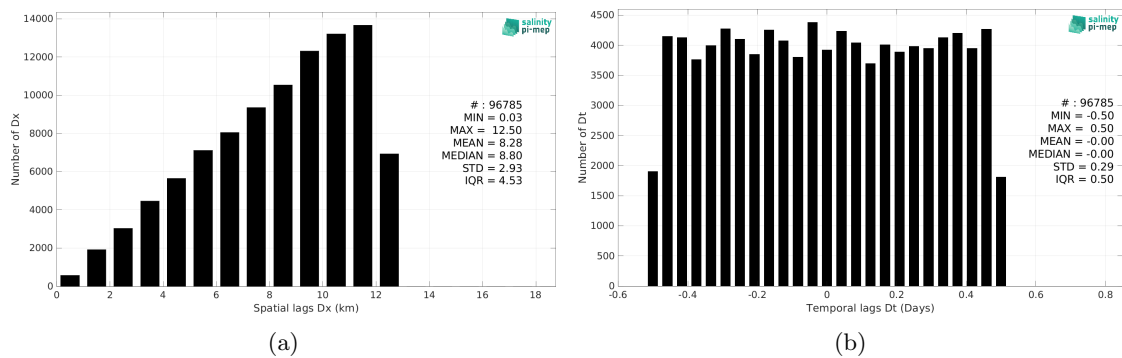 14000
12000
10000
8000
6000
4000
2000
0
Number of Dx
salinity
pi-mep
# : 96785
MIN = 0.03
MAX =  12.50
MEAN = 8.28
MEDIAN = 8.80
STD = 2.93
IQR = 4.53
0 2 4 6 8 10 12 14 16 18
Spatial lags Dx (km)
(a)
4500
4000
3500
3000
2500
2000
1500
1000
500
0
Number of Dt
salinity
pi-mep
# : 96785
MIN = -0.50
MAX =  0.50
MEAN = -0.00
MEDIAN = -0.00
STD = 0.29
IQR = 0.50
-0.6 -0.4 -0.2 0 0.2 0.4 0.6 0.8
Temporal lags Dt (Days)
(b)